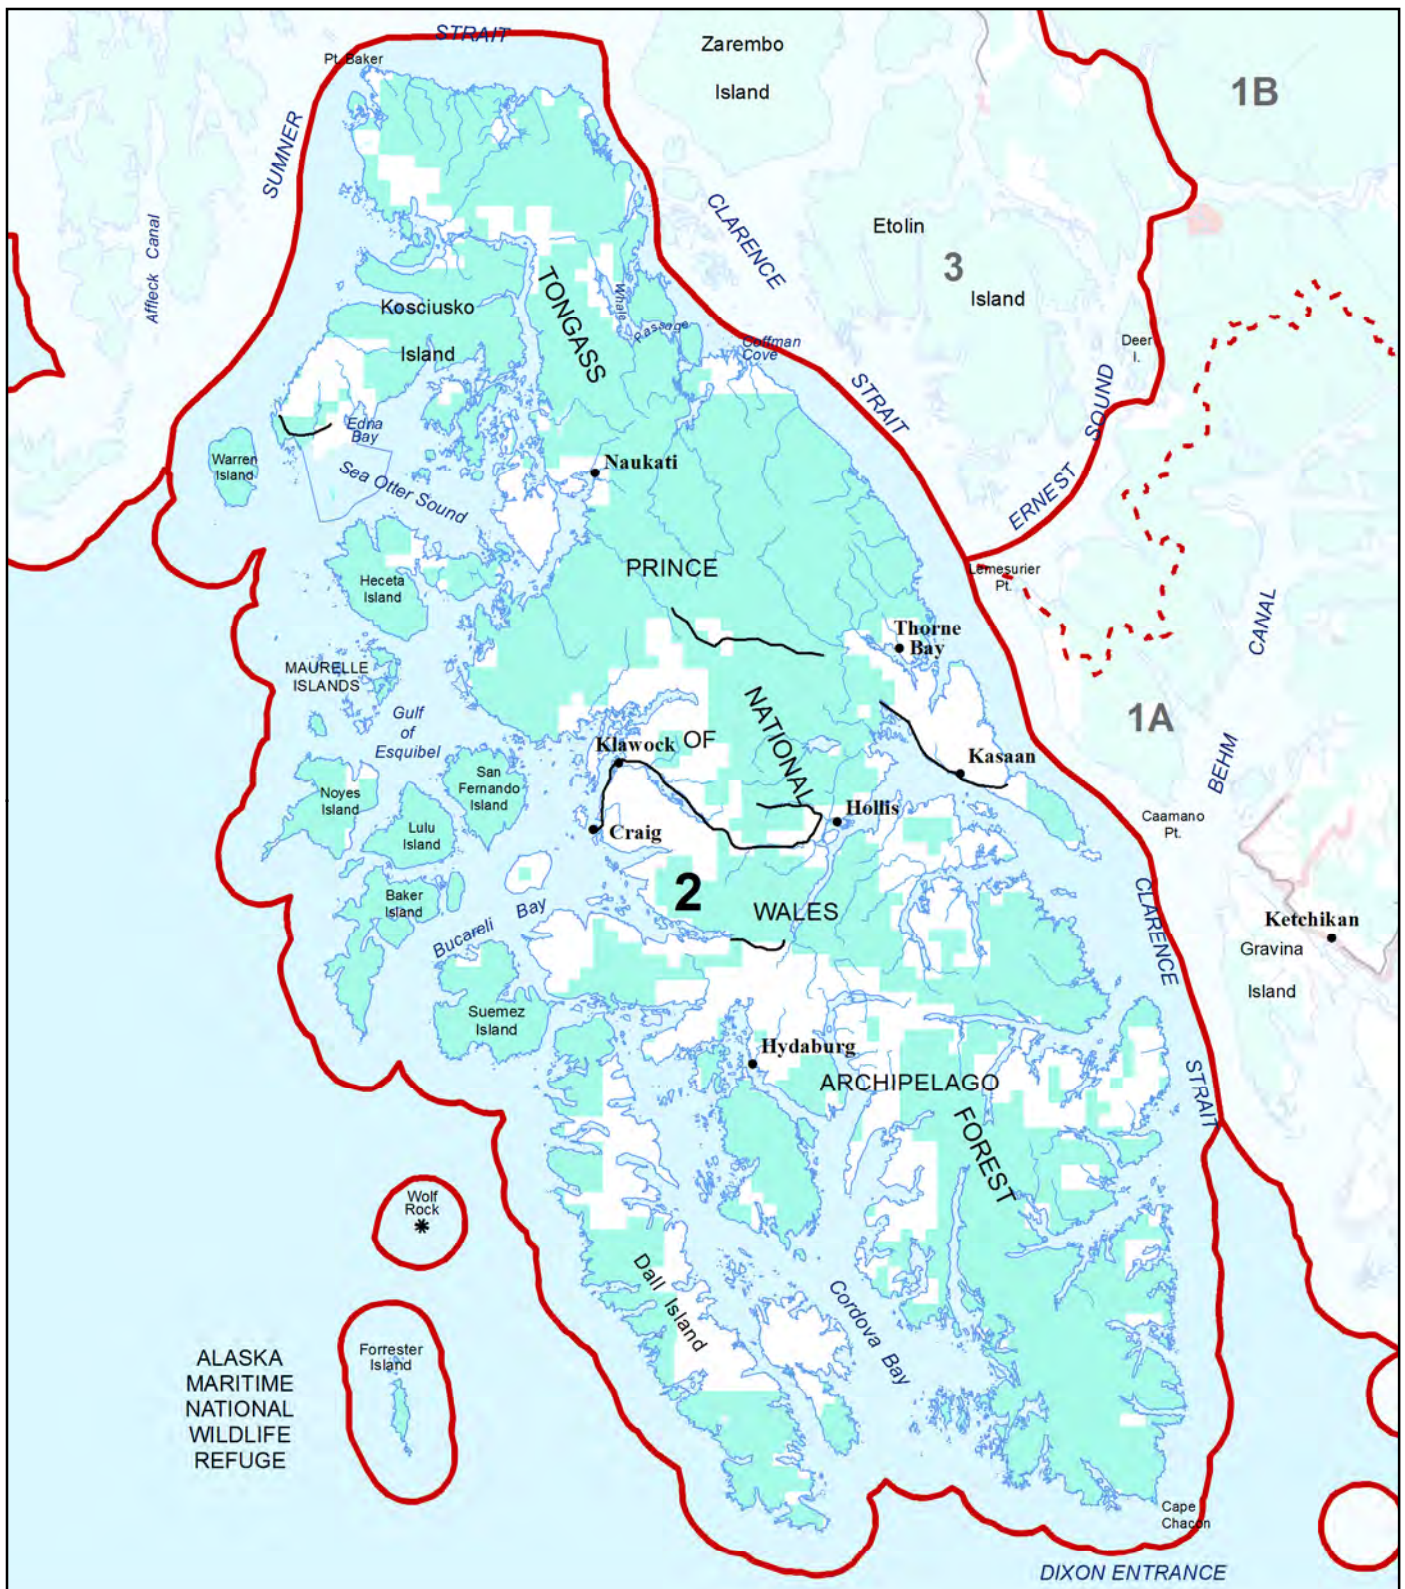 STRAIT
Pt. Baker
Zarembo
Island
1B
SUMNER
CLARENCE
Affleck Canal
Etolin
3
Island
TONGASS
Whale
Passage
Kosciusko
Island
Coffman
Cove
Deer
I.
STRAIT
SOUND
Edna
Bay
Warren
Island
Sea Otter Sound
Naukati
ERNEST
PRINCE
Lemesurier
Pt.
Heceta
Island
Thorne
Bay
CANAL
MAURELLE
ISLANDS
Gulf
of
Esquibel
NATIONAL
1A
OF
Klawock
Kasaan
BEHM
San
Fernando
Island
Noyes
Island
Lulu
Island
Craig
Hollis
Caamano
Pt.
2
Baker
Island
Bucareli Bay
WALES
CLARENCE
Ketchikan
Gravina
Island
Suemez
Island
Hydaburg
ARCHIPELAGO
STRAIT
FOREST
Wolf
Rock
Dall Island
Cordova Bay
Forrester
Island
ALASKA
MARITIME
NATIONAL
WILDLIFE
REFUGE
Cape
Chacon
DIXON ENTRANCE